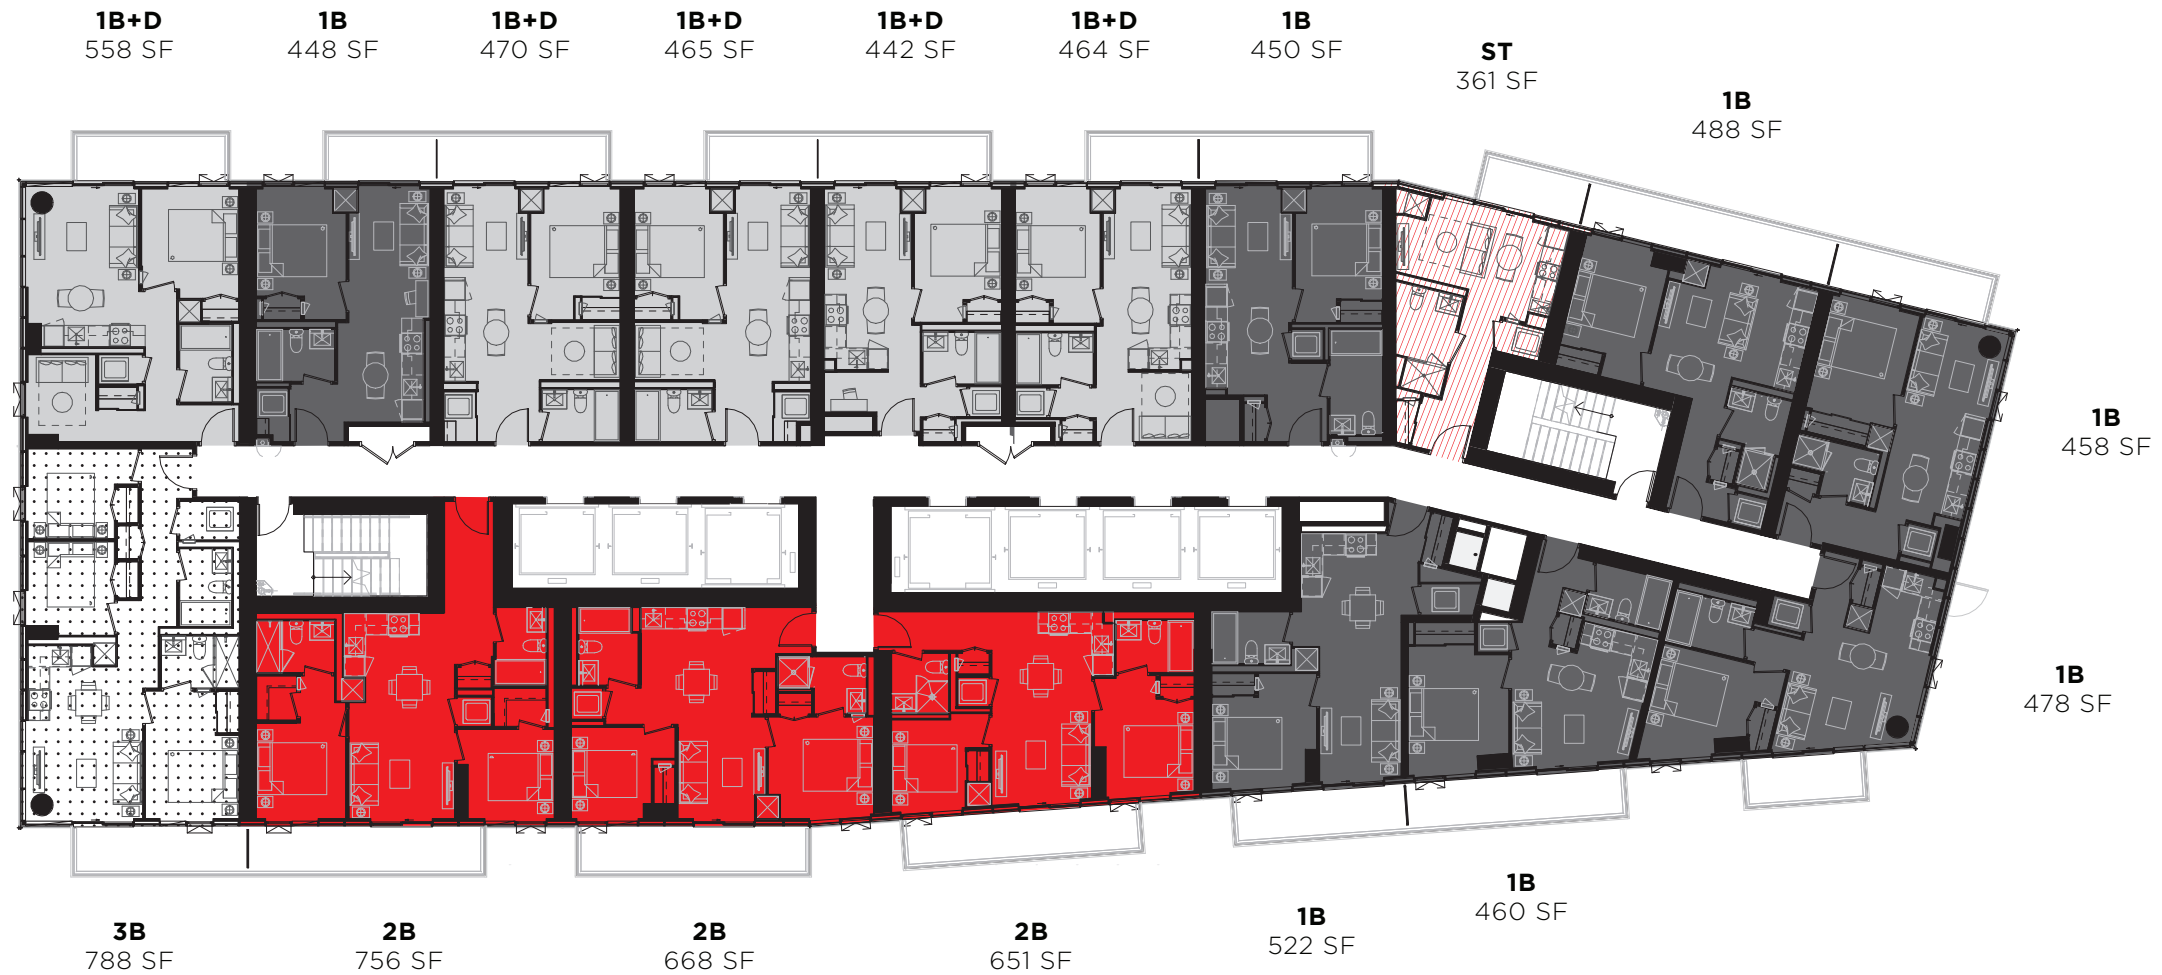 1B+D
558 SF
1B
448 SF
1B+D
470 SF
1B+D
465 SF
1B+D
442 SF
1B+D
464 SF
1B
450 SF
ST
361 SF
1B
488 SF
1B
458 SF
1B
478 SF
3B
788 SF
2B
756 SF
2B
668 SF
2B
651 SF
1B
522 SF
1B
460 SF